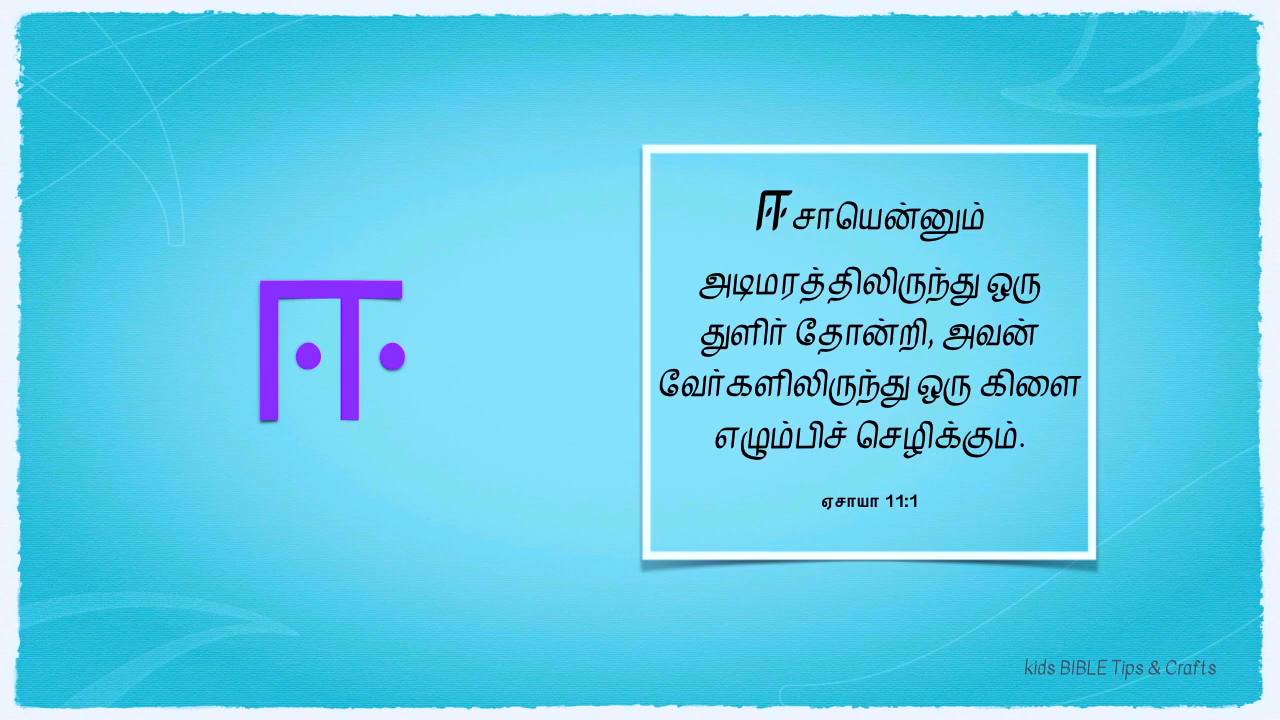 ஈ
ஈசாயென்னும்
அடிமரத்திலிருந்து ஒரு
துளிர் தோன்றி, அவன்
வேர்களிலிருந்து ஒரு கிளை
எழும்பிச் செழிக்கும்.
ஏசாயா 11:1
kids BIBLE Tips & Crafts